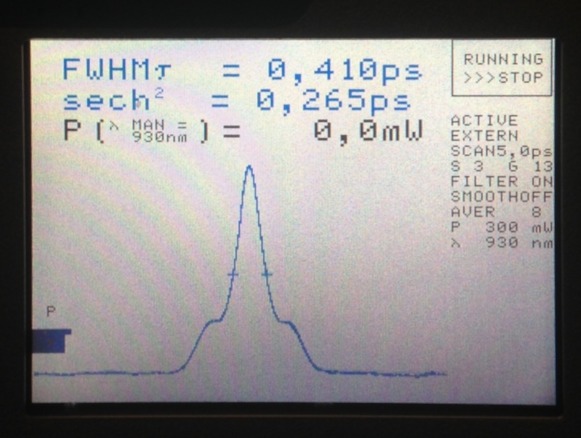 FWHMτ = 0,410ps
sech² = 0,265ps
P (λ MAN = 930nm) = 0,0mW
RUNNING
>>>STOP
ACTIVE
EXTERN
SCAN5,0ps
S 3 G 13
FILTER ON
SMOOTHOFF
AVER 8
P 300 mW
λ 930 nm
P